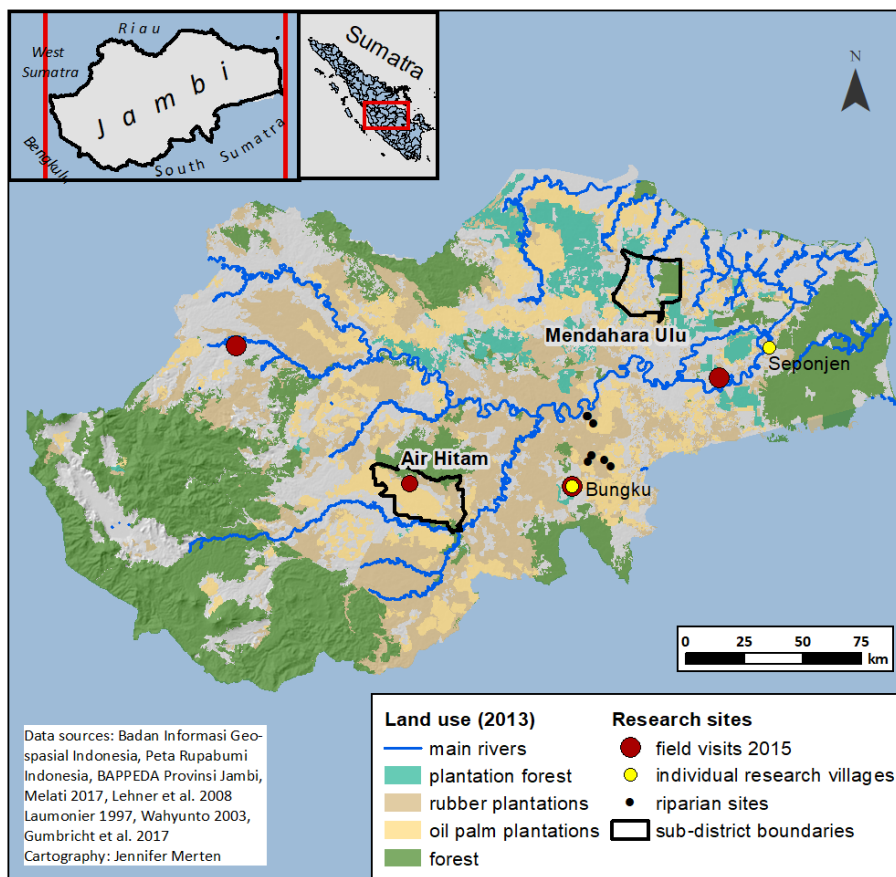 Riau
West
Sumatra
Jambi
Bengkulu
South Sumatra
Sumatra
N
Mendahara Ulu
Seponjen
Air Hitam
Bungku
0 25 50 75
km
Data sources: Badan Informasi Geo-
spasial Indonesia, Peta Rupabumi
Indonesia, BAPPEDA Provinsi Jambi,
Melati 2017, Lehner et al. 2008
Laumonier 1997, Wahyunto 2003,
Gumbricht et al. 2017
Cartography: Jennifer Merten
Land use (2013)
main rivers
plantation forest
rubber plantations
oil palm plantations
forest
Research sites
field visits 2015
individual research villages
riparian sites
sub-district boundaries